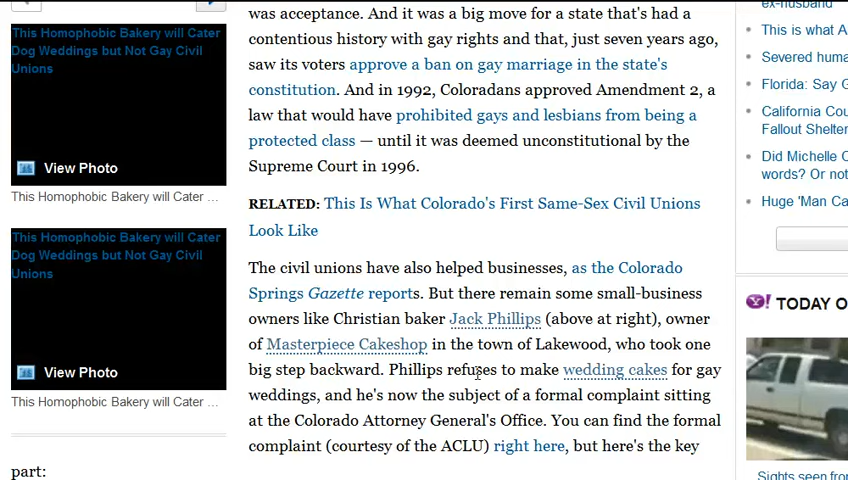 This Homophobic Bakery will Cater
Dog Weddings but Not Gay Civil
Unions
View Photo
This Homophobic Bakery will Cater ...
This Homophobic Bakery will Cater
Dog Weddings but Not Gay Civil
Unions
View Photo
This Homophobic Bakery will Cater ...
was acceptance. And it was a big move for a state that's had a
contentious history with gay rights and that, just seven years ago,
saw its voters approve a ban on gay marriage in the state's
constitution. And in 1992, Coloradans approved Amendment 2, a
law that would have prohibited gays and lesbians from being a
protected class — until it was deemed unconstitutional by the
Supreme Court in 1996.
RELATED: This Is What Colorado's First Same-Sex Civil Unions
Look Like
The civil unions have also helped businesses, as the Colorado
Springs Gazette reports. But there remain some small-business
owners like Christian baker Jack Phillips (above at right), owner
of Masterpiece Cakeshop in the town of Lakewood, who took one
big step backward. Phillips refuses to make wedding cakes for gay
weddings, and he's now the subject of a formal complaint sitting
at the Colorado Attorney General's Office. You can find the formal
complaint (courtesy of the ACLU) right here, but here's the key
part:
ex-husband
This is what A
Severed huma
Florida: Say G
California Cou
Fallout Shelter
Did Michelle O
words? Or not
Huge 'Man Ca
Y! TODAY O
Sights seen from